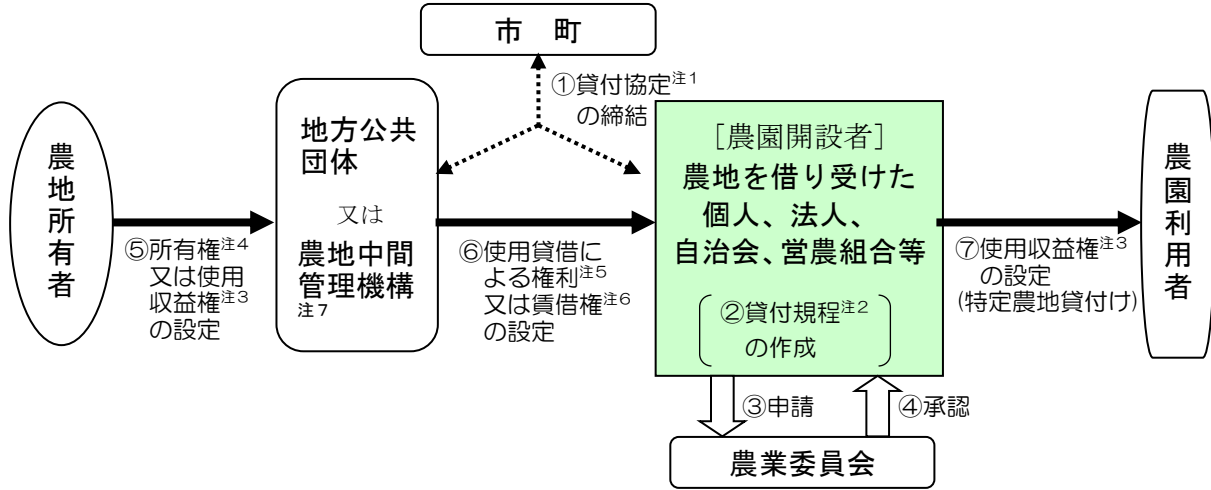 市 町
①貸付協定注1
の締結
農地所有者
地方公共
団体
又は
農地中間
管理機構
注7
[農園開設者]
農地を借り受けた
個人、法人、
自治会、営農組合等
②貸付規程注2
の作成
農園利用者
⑤所有権注4
又は使用
収益権注3
の設定
⑥使用貸借に
よる権利注5
又は賃借権注6
の設定
⑦使用収益権注3
の設定
(特定農地貸付け)
③申請
④承認
農業委員会